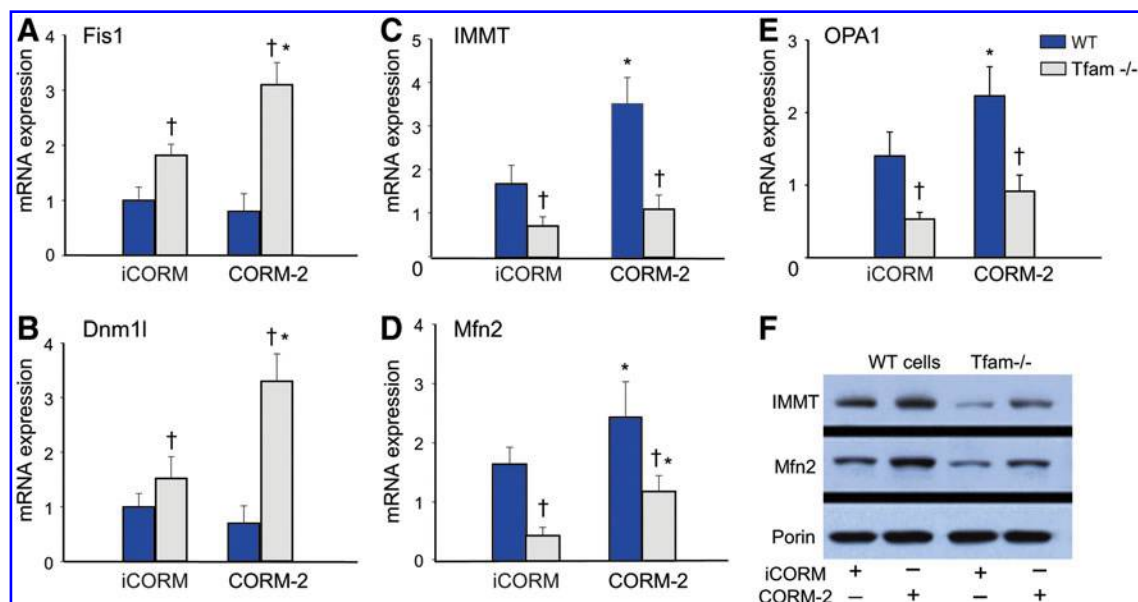 A Fis1
mRNA expression
4
3
2
1
0
† † *
iCORM CORM-2
B Dnm1l
mRNA expression
4
3
2
1
0
† † *
iCORM CORM-2
C IMMT
mRNA expression
5
4
3
2
1
0
† * †
iCORM CORM-2
D Mfn2
mRNA expression
4
3
2
1
0
† * † *
iCORM CORM-2
E OPA1
mRNA expression
3
2
1
0
† * †
iCORM CORM-2
WT
Tfam -/-
F
WT cells Tfam-/-
IMMT
Mfn2
Porin
iCORM + − + −
CORM-2 − + − +